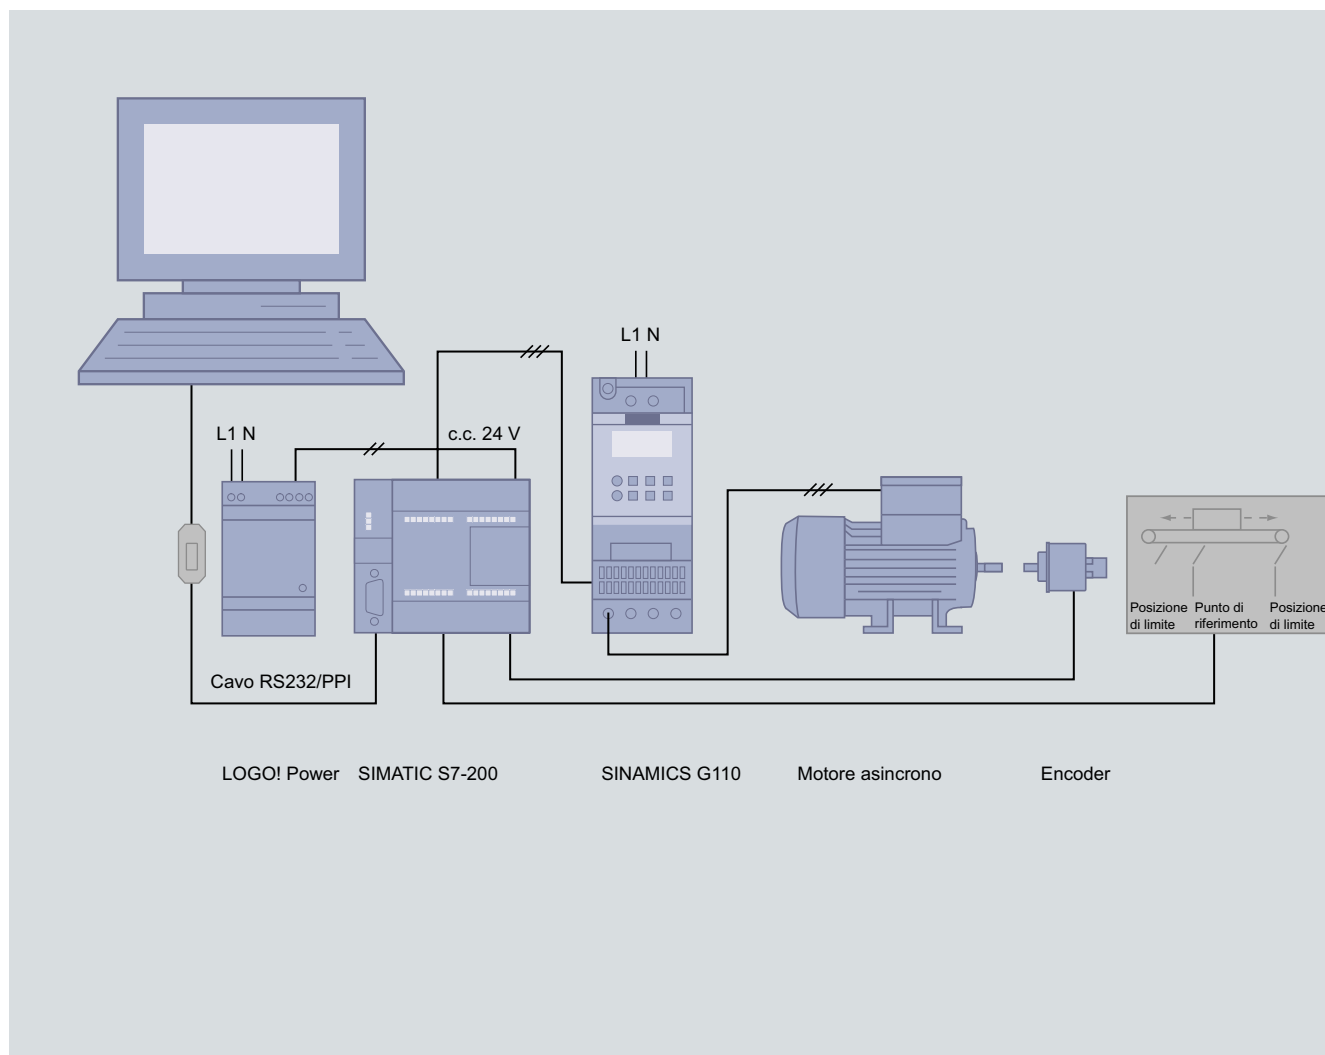 L1 N
L1 N
c.c. 24 V
Posizione
di limite
Punto di
riferimento
Posizione
di limite
Cavo RS232/PPI
LOGO! Power
SIMATIC S7-200
SINAMICS G110
Motore asincrono
Encoder